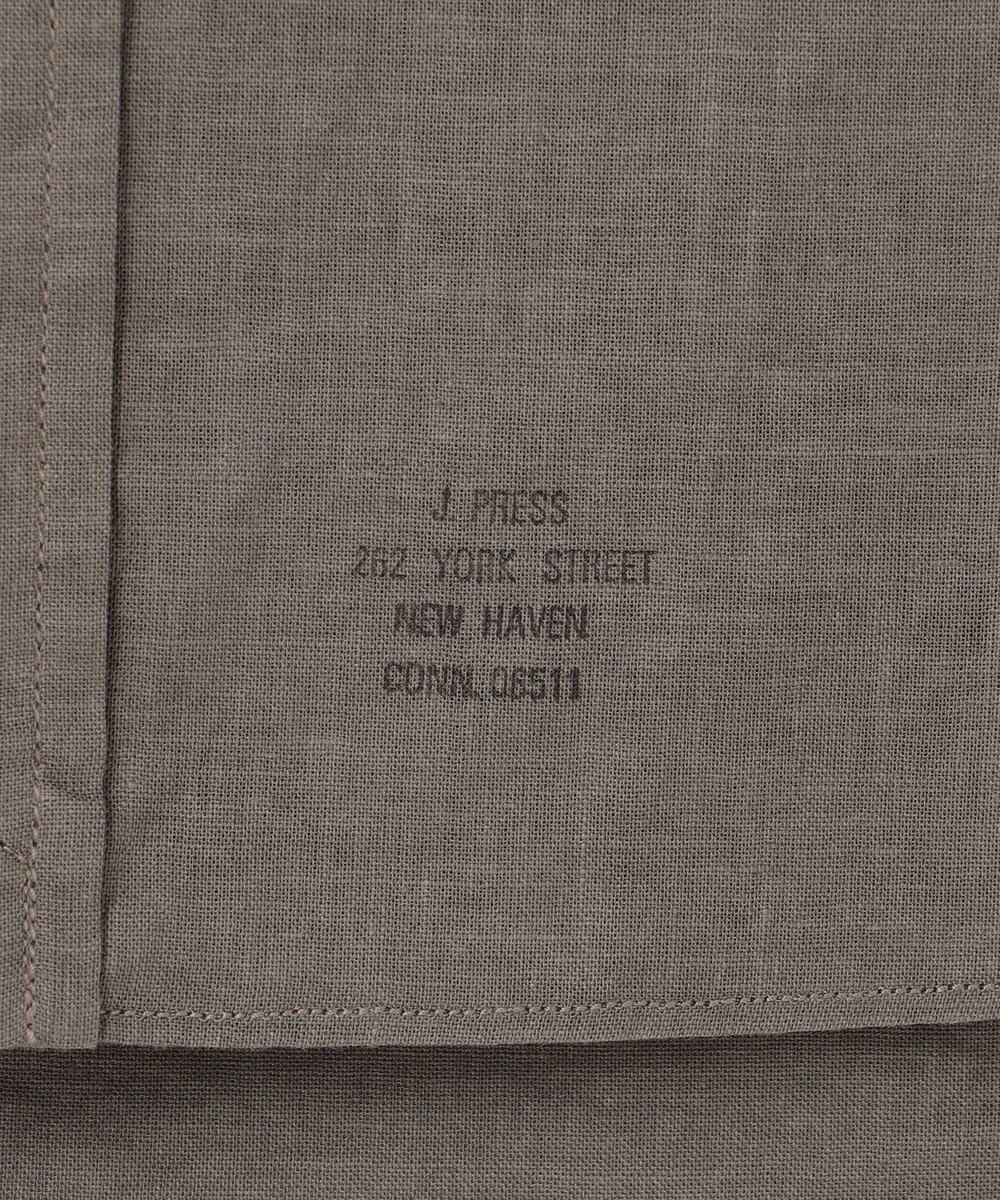 J. PRESS
262 YORK STREET
NEW HAVEN
CONN. 06511